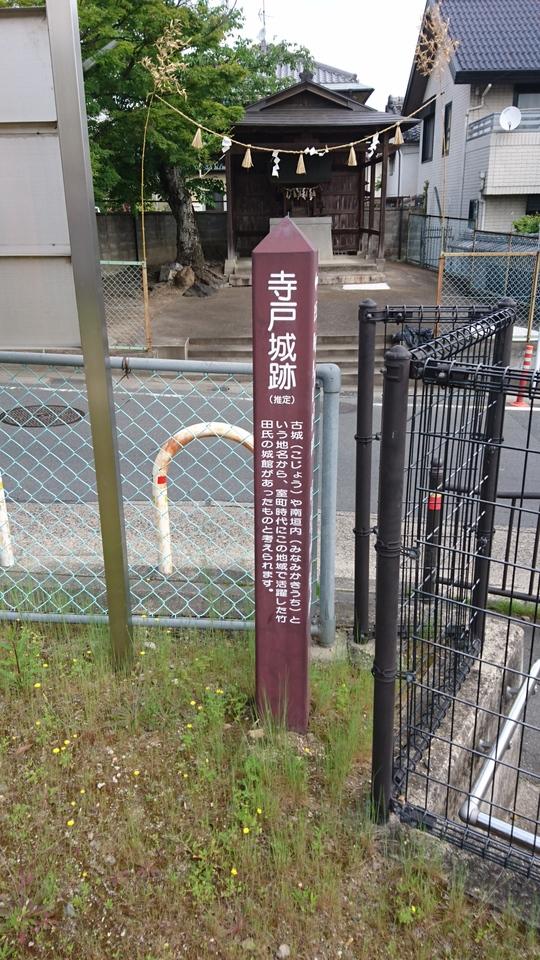 寺戸城跡
（推定）
古城（こじょう）や南垣内（みなみかきうち）と
いう地名から、室町時代にこの地域で活躍した竹
田氏の城館があったものと考えられます。